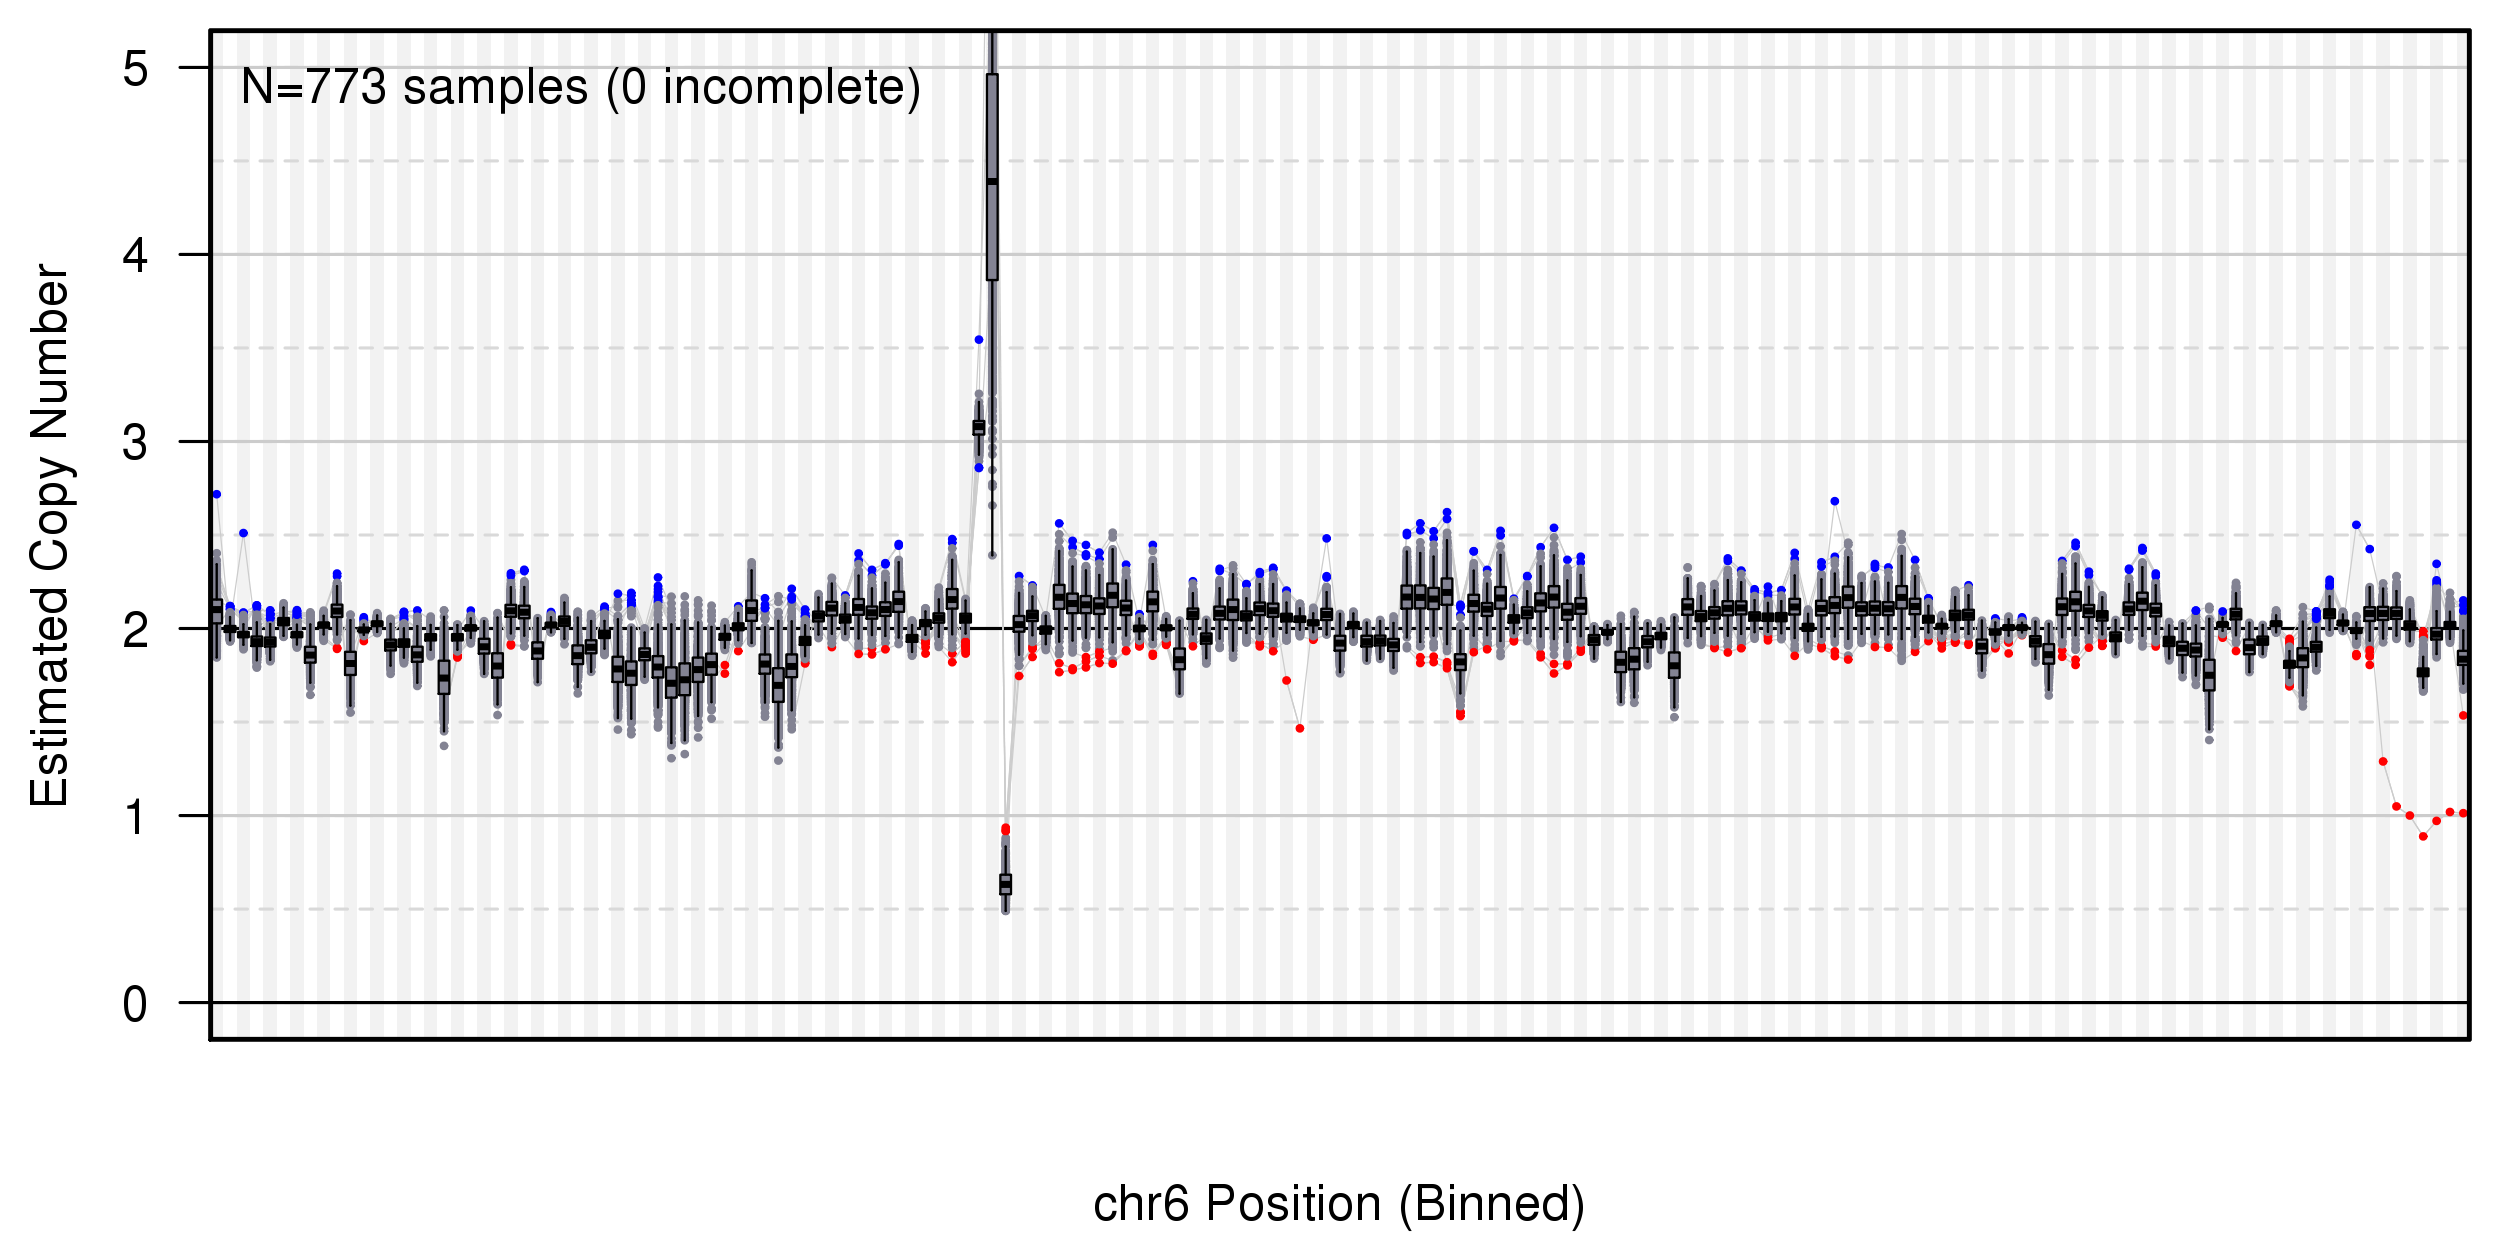 N=773 samples (0 incomplete)
5
4
3
2
1
0
Estimated Copy Number
chr6 Position (Binned)